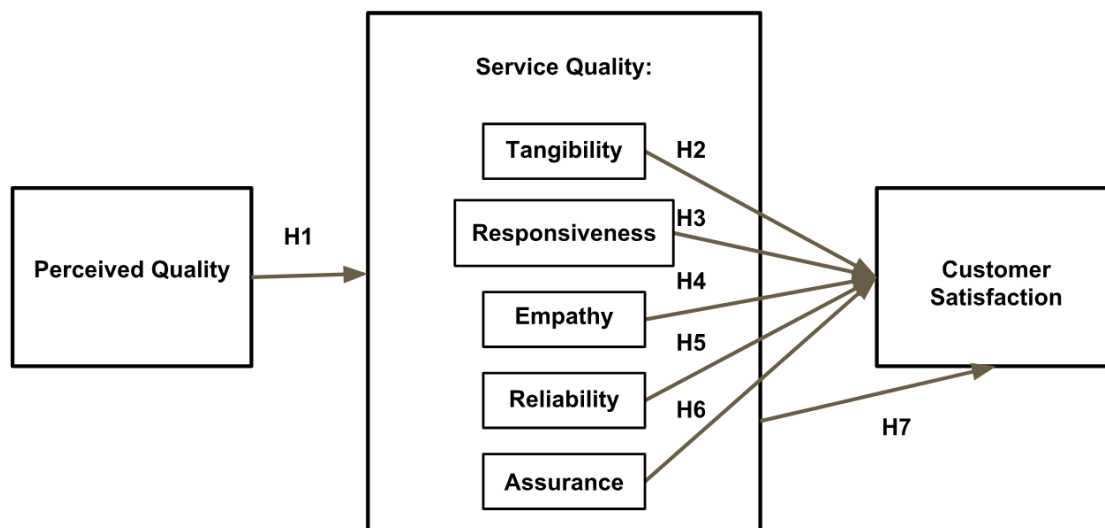 Service Quality:
Tangibility
H2
Responsiveness
H3
H1
Perceived Quality
H4
Empathy
Customer
Satisfaction
H5
Reliability
H6
H7
Assurance